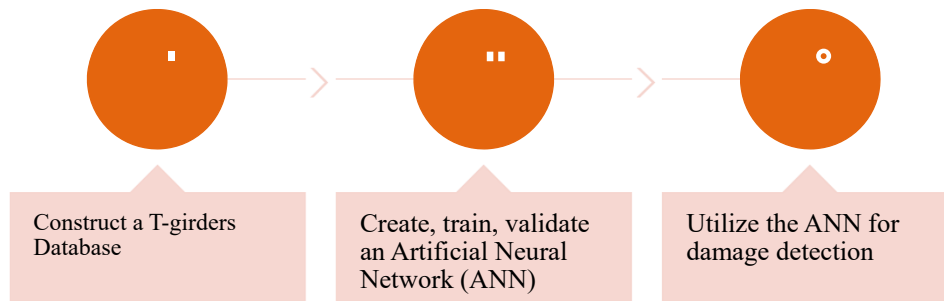 Construct a T-girders
Database
Create, train, validate
an Artificial Neural
Network (ANN)
Utilize the ANN for
damage detection